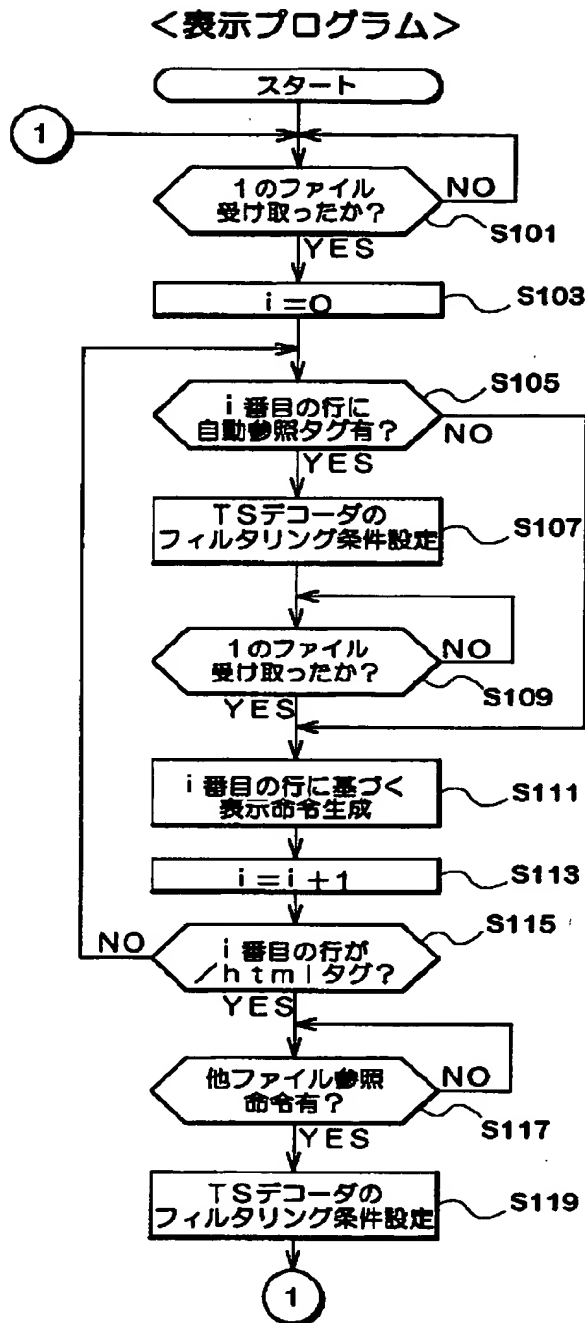 <表示プログラム>
スタート
1
1のファイル
受け取ったか?
NO
S101
YES
i=0
S103
i番目の行に
自動参照タグ有?
S105
NO
YES
TSデコーダの
フィルタリング条件設定
S107
1のファイル
受け取ったか?
NO
S109
YES
i番目の行に基づく
表示命令生成
S111
i=i+1
S113
NO
i番目の行が
/htmlタグ?
S115
YES
他ファイル参照
命令有?
NO
S117
YES
TSデコーダの
フィルタリング条件設定
S119
1